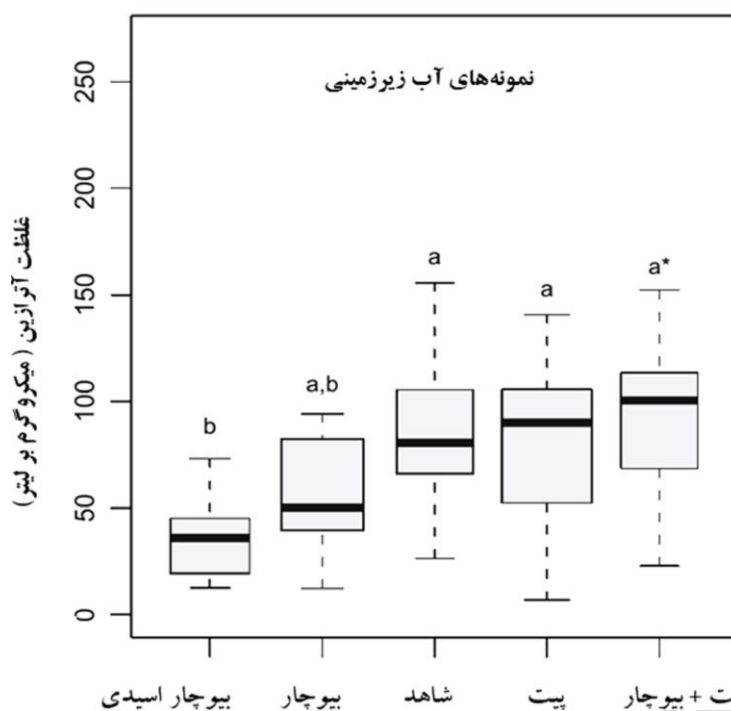 نمونه‌های آب زیرزمینی
غلظت آترازین (میکروگرم بر لیتر)
250
200
150
100
50
0
b
a,b
a
a
a*
بیوچار اسیدی
بیوچار
شاهد
پیت
ت + بیوچار